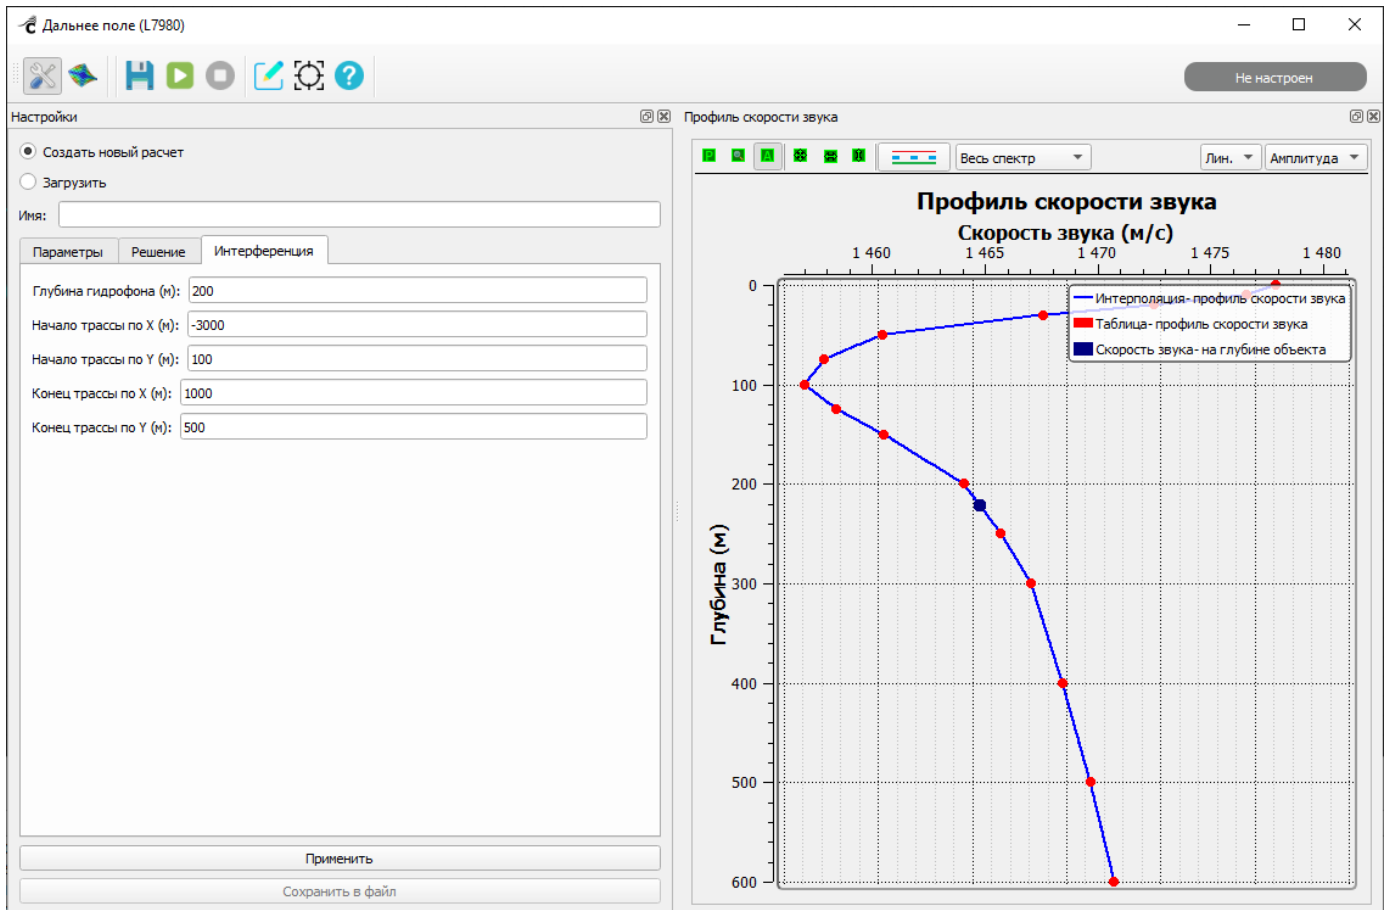 Дальнее поле (L7980)
Не настроен
Настройки
Создать новый расчет
Загрузить
Имя:
Параметры Решение Интерференция
Глубина гидрофона (м): 200
Начало трассы по X (м): -3000
Начало трассы по Y (м): 100
Конец трассы по X (м): 1000
Конец трассы по Y (м): 500
Применить
Сохранить в файл
Профиль скорости звука
P A Весь спектр Лин. Амплитуда
Профиль скорости звука
Скорость звука (м/с)
1 460 1 465 1 470 1 475 1 480
Интерполяция- профиль скорости звука
Таблица- профиль скорости звука
Скорость звука- на глубине объекта
Глубина (м)
0
100
200
300
400
500
600